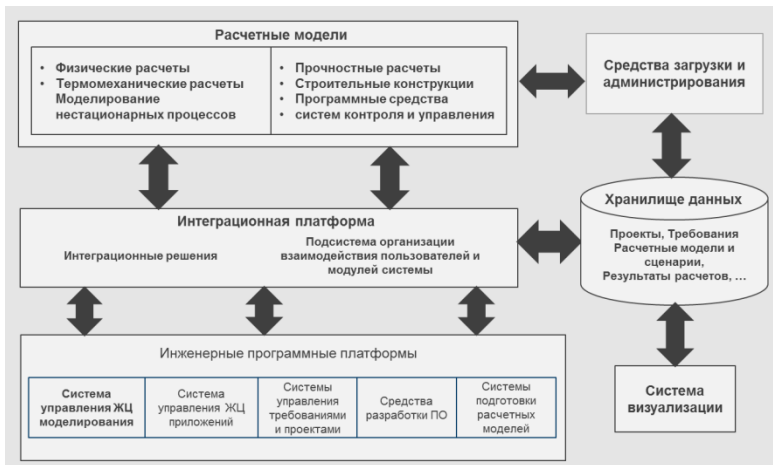 Расчетные модели
• Физические расчеты
• Термомеханические расчеты
Моделирование
нестационарных процессов
• Прочностные расчеты
• Строительные конструкции
• Программные средства
• систем контроля и управления
Средства загрузки и
администрирования
Интеграционная платформа
Интеграционные решения
Подсистема организации
взаимодействия пользователей и
модулей системы
Хранилище данных
Проекты, Требования
Расчетные модели и
сценарии,
Результаты расчетов, ...
Инженерные программные платформы
Система
управления ЖЦ
моделирования
Система
управления ЖЦ
приложений
Системы
управления
требованиями
и проектами
Средства
разработки ПО
Системы
подготовки
расчетных
моделей
Система
визуализации